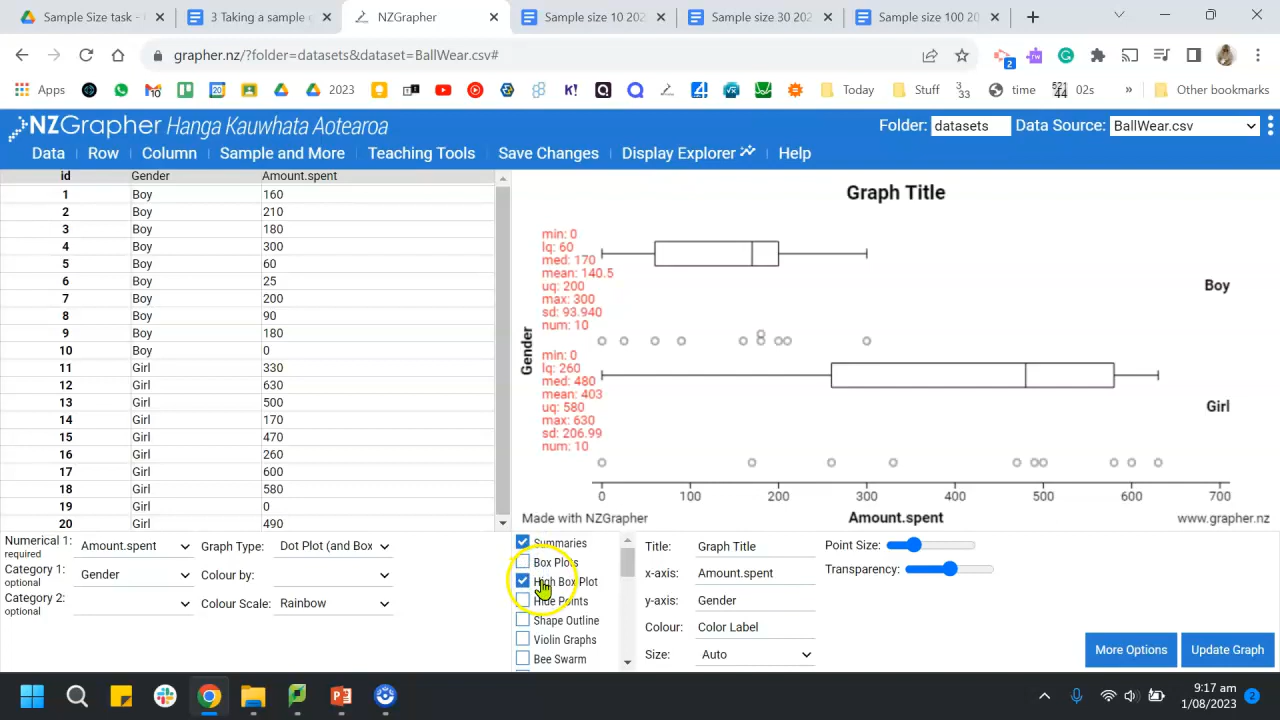 Sample Size task -
3 Taking a sample
NZGrapher
Sample size 10 202
Sample size 30 202
Sample size 100 20
grapher.nz/?folder=datasets&dataset=BallWear.csv#
2
Apps
2023
Today
Stuff
3
33
time
521
44
02s
»
Other bookmarks
NZGrapher Hanga Kauwhata Aotearoa
Folder: datasets Data Source: BallWear.csv
Data Row Column Sample and More Teaching Tools Save Changes Display Explorer Help
id Gender Amount.spent
1 Boy 160
2 Boy 210
3 Boy 180
4 Boy 300
5 Boy 60
6 Boy 25
7 Boy 200
8 Boy 90
9 Boy 180
10 Boy 0
11 Girl 330
12 Girl 630
13 Girl 500
14 Girl 170
15 Girl 470
16 Girl 260
17 Girl 600
18 Girl 580
19 Girl 0
20 Girl 490
Graph Title
min: 0
lq: 60
med: 170
mean: 140.5
uq: 200
max: 300
sd: 93.940
num: 10
Boy
Gender
min: 0
lq: 260
med: 480
mean: 403
uq: 580
max: 630
sd: 206.99
num: 10
Girl
0 100 200 300 400 500 600 700
Made with NZGrapher
Amount.spent
www.grapher.nz
Numerical 1:
required
Amount.spent
Graph Type: Dot Plot (and Box
Category 1:
optional
Gender
Colour by:
Category 2:
optional
Colour Scale: Rainbow
Summaries
Box Plots
High Box Plot
Hide Points
Shape Outline
Violin Graphs
Bee Swarm
Title: Graph Title
x-axis: Amount.spent
y-axis: Gender
Colour: Color Label
Size: Auto
Point Size:
Transparency:
More Options
Update Graph
9:17 am
1/08/2023
2